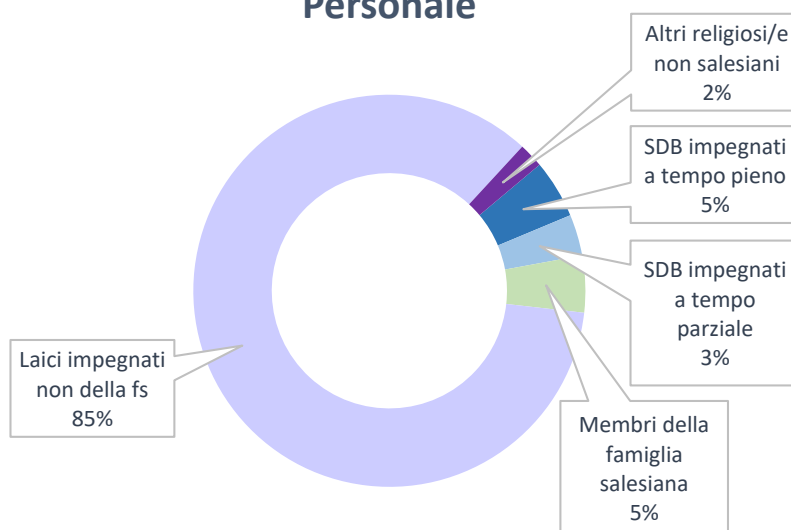 Personale
Altri religiosi/e
non salesiani
2%
SDB impegnati
a tempo pieno
5%
SDB impegnati
a tempo
parziale
3%
Membri della
famiglia
salesiana
5%
Laici impegnati
non della fs
85%